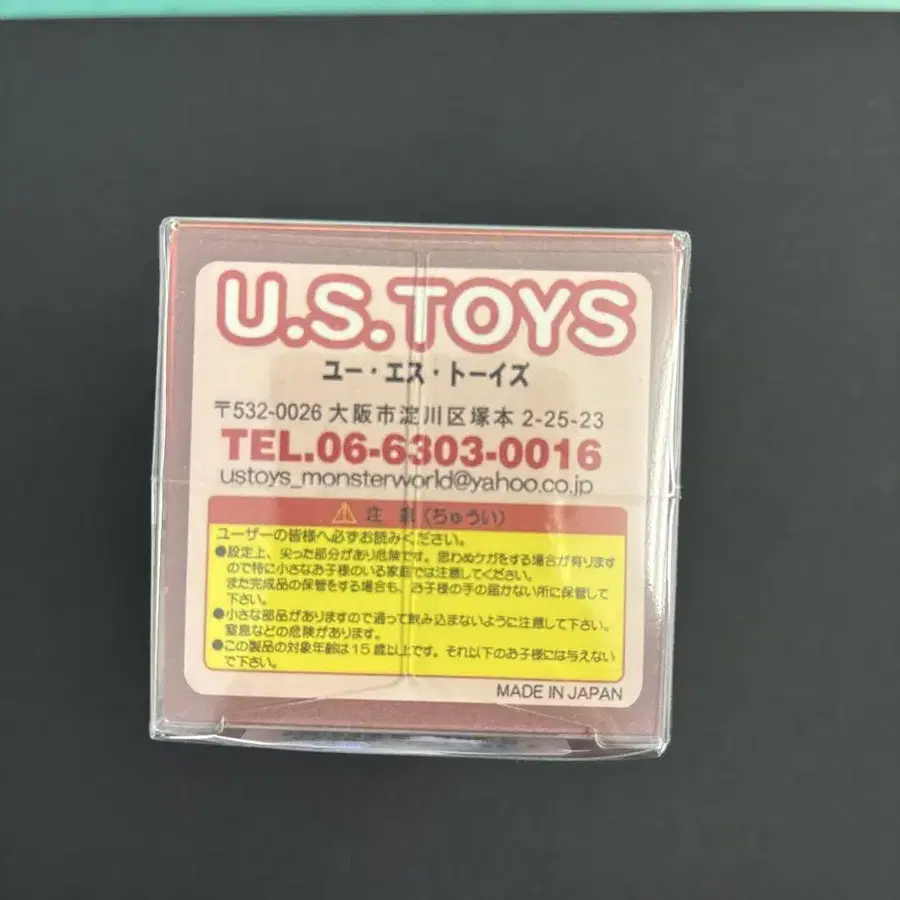 U.S.TOYS
ユー・エス・トーイズ
〒532-0026 大阪市淀川区塚本 2-25-23
TEL.06-6303-0016
ustoys_monsterworld@yahoo.co.jp
⚠ 注 意〈ちゅうい〉
ユーザーの皆様へ必ずお読みください。
●設定上、尖った部分があり危険です。思わぬケガをする場合が有ります
ので特に小さなお子様のいる家庭では注意してください。
また完成品の保管をする場合も、お子様の手の届かない所に保管して
下さい。
●小さな部品がありますので過って飲み込まないように注意して下さい。
窒息などの危険があります。
●この製品の対象年齢は15歳以上です。それ以下のお子様には与えない
で下さい。
MADE IN JAPAN